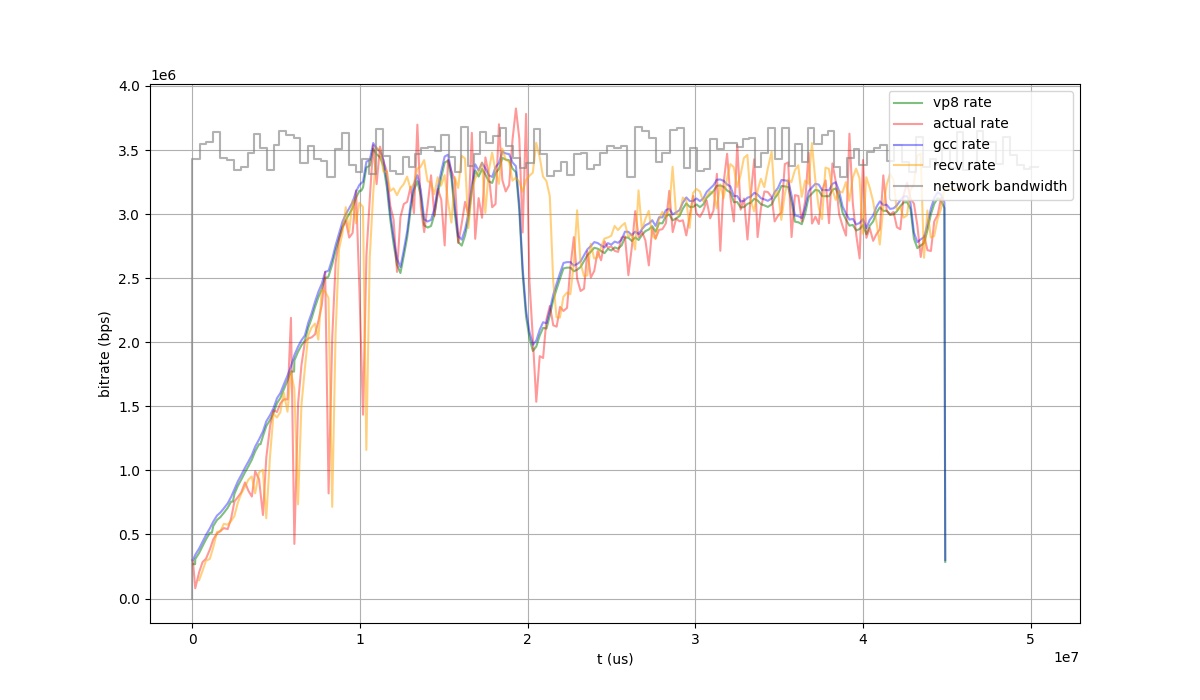 1e6
4.0
3.5
3.0
2.5
2.0
1.5
1.0
0.5
0.0
bitrate (bps)
vp8 rate
actual rate
gcc rate
recv rate
network bandwidth
0
1
2
3
4
5
t (us)
1e7